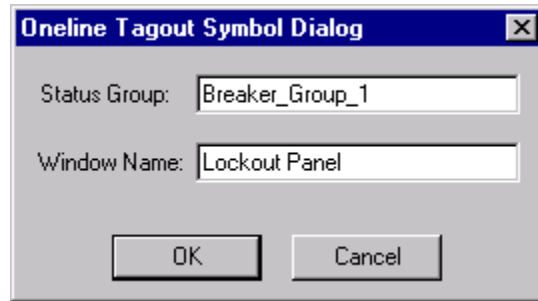 Oneline Tagout Symbol Dialog
Status Group: Breaker_Group_1
Window Name: Lockout Panel
OK Cancel